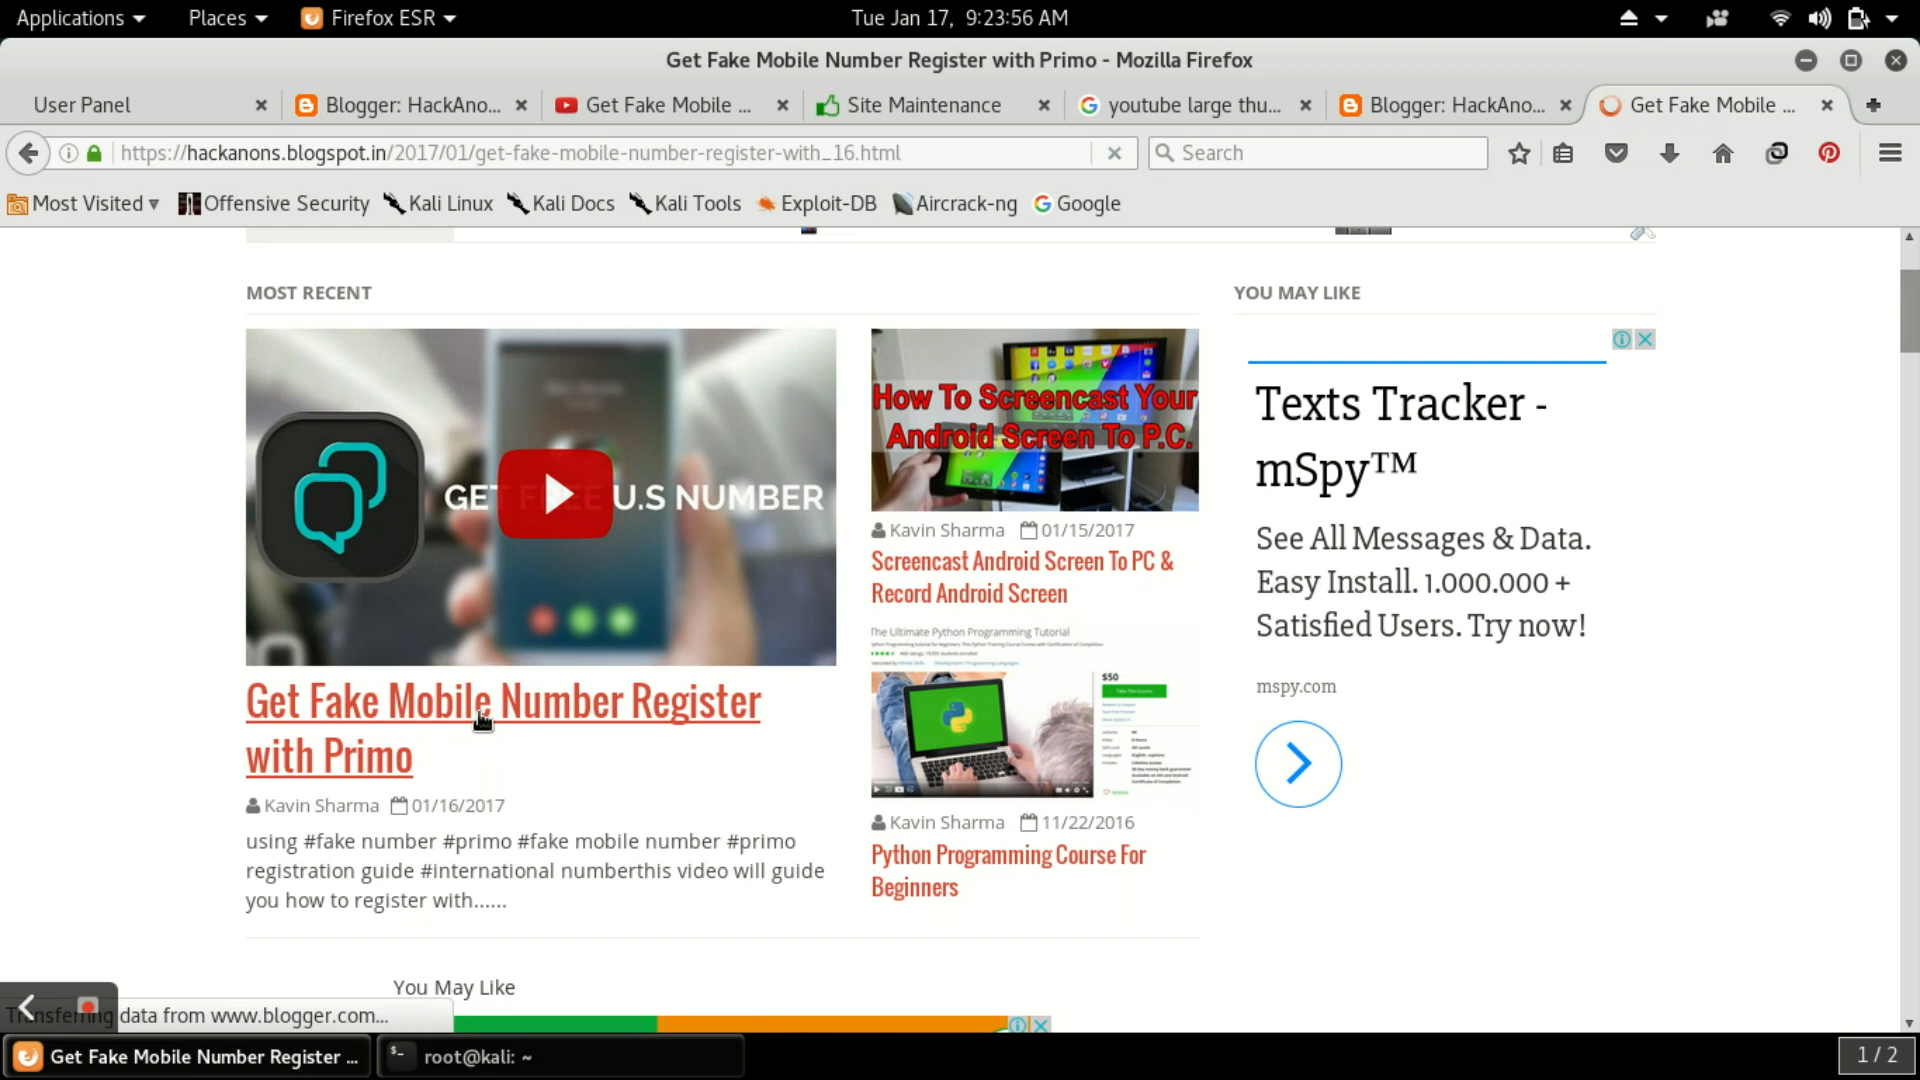 Applications
Places
Firefox ESR
Tue Jan 17, 9:23:56 AM
Get Fake Mobile Number Register with Primo - Mozilla Firefox
User Panel
Blogger: HackAno...
Get Fake Mobile ...
Site Maintenance
youtube large thu...
Blogger: HackAno...
Get Fake Mobile ...
https://hackanons.blogspot.in/2017/01/get-fake-mobile-number-register-with_16.html
Search
Most Visited
Offensive Security
Kali Linux
Kali Docs
Kali Tools
Exploit-DB
Aircrack-ng
Google
MOST RECENT
GET FREE U.S NUMBER
Get Fake Mobile Number Register
with Primo
Kavin Sharma 01/16/2017
using #fake number #primo #fake mobile number #primo
registration guide #international numberthis video will guide
you how to register with......
How To Screencast Your
Android Screen To P.C.
Kavin Sharma 01/15/2017
Screencast Android Screen To PC &
Record Android Screen
The Ultimate Python Programming Tutorial
$50
Take This Course
Kavin Sharma 11/22/2016
Python Programming Course For
Beginners
YOU MAY LIKE
Texts Tracker -
mSpy™
See All Messages & Data.
Easy Install. 1.000.000 +
Satisfied Users. Try now!
mspy.com
You May Like
Transferring data from www.blogger.com...
Get Fake Mobile Number Register ...
root@kali: ~
1 / 2